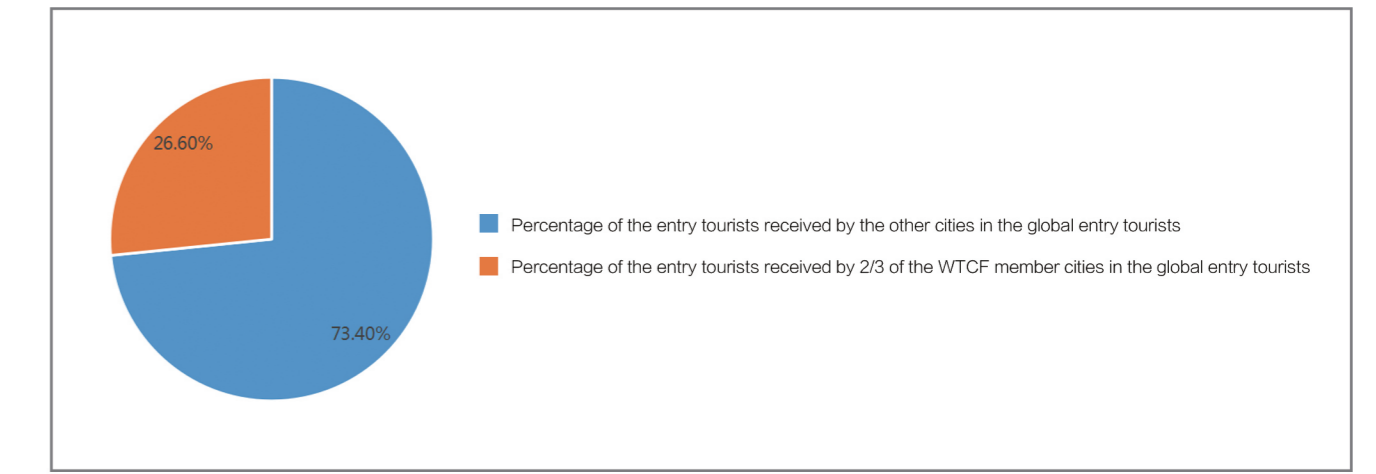 26.60%
Percentage of the entry tourists received by the other cities in the global entry tourists
Percentage of the entry tourists received by 2/3 of the WTCF member cities in the global entry tourists
73.40%